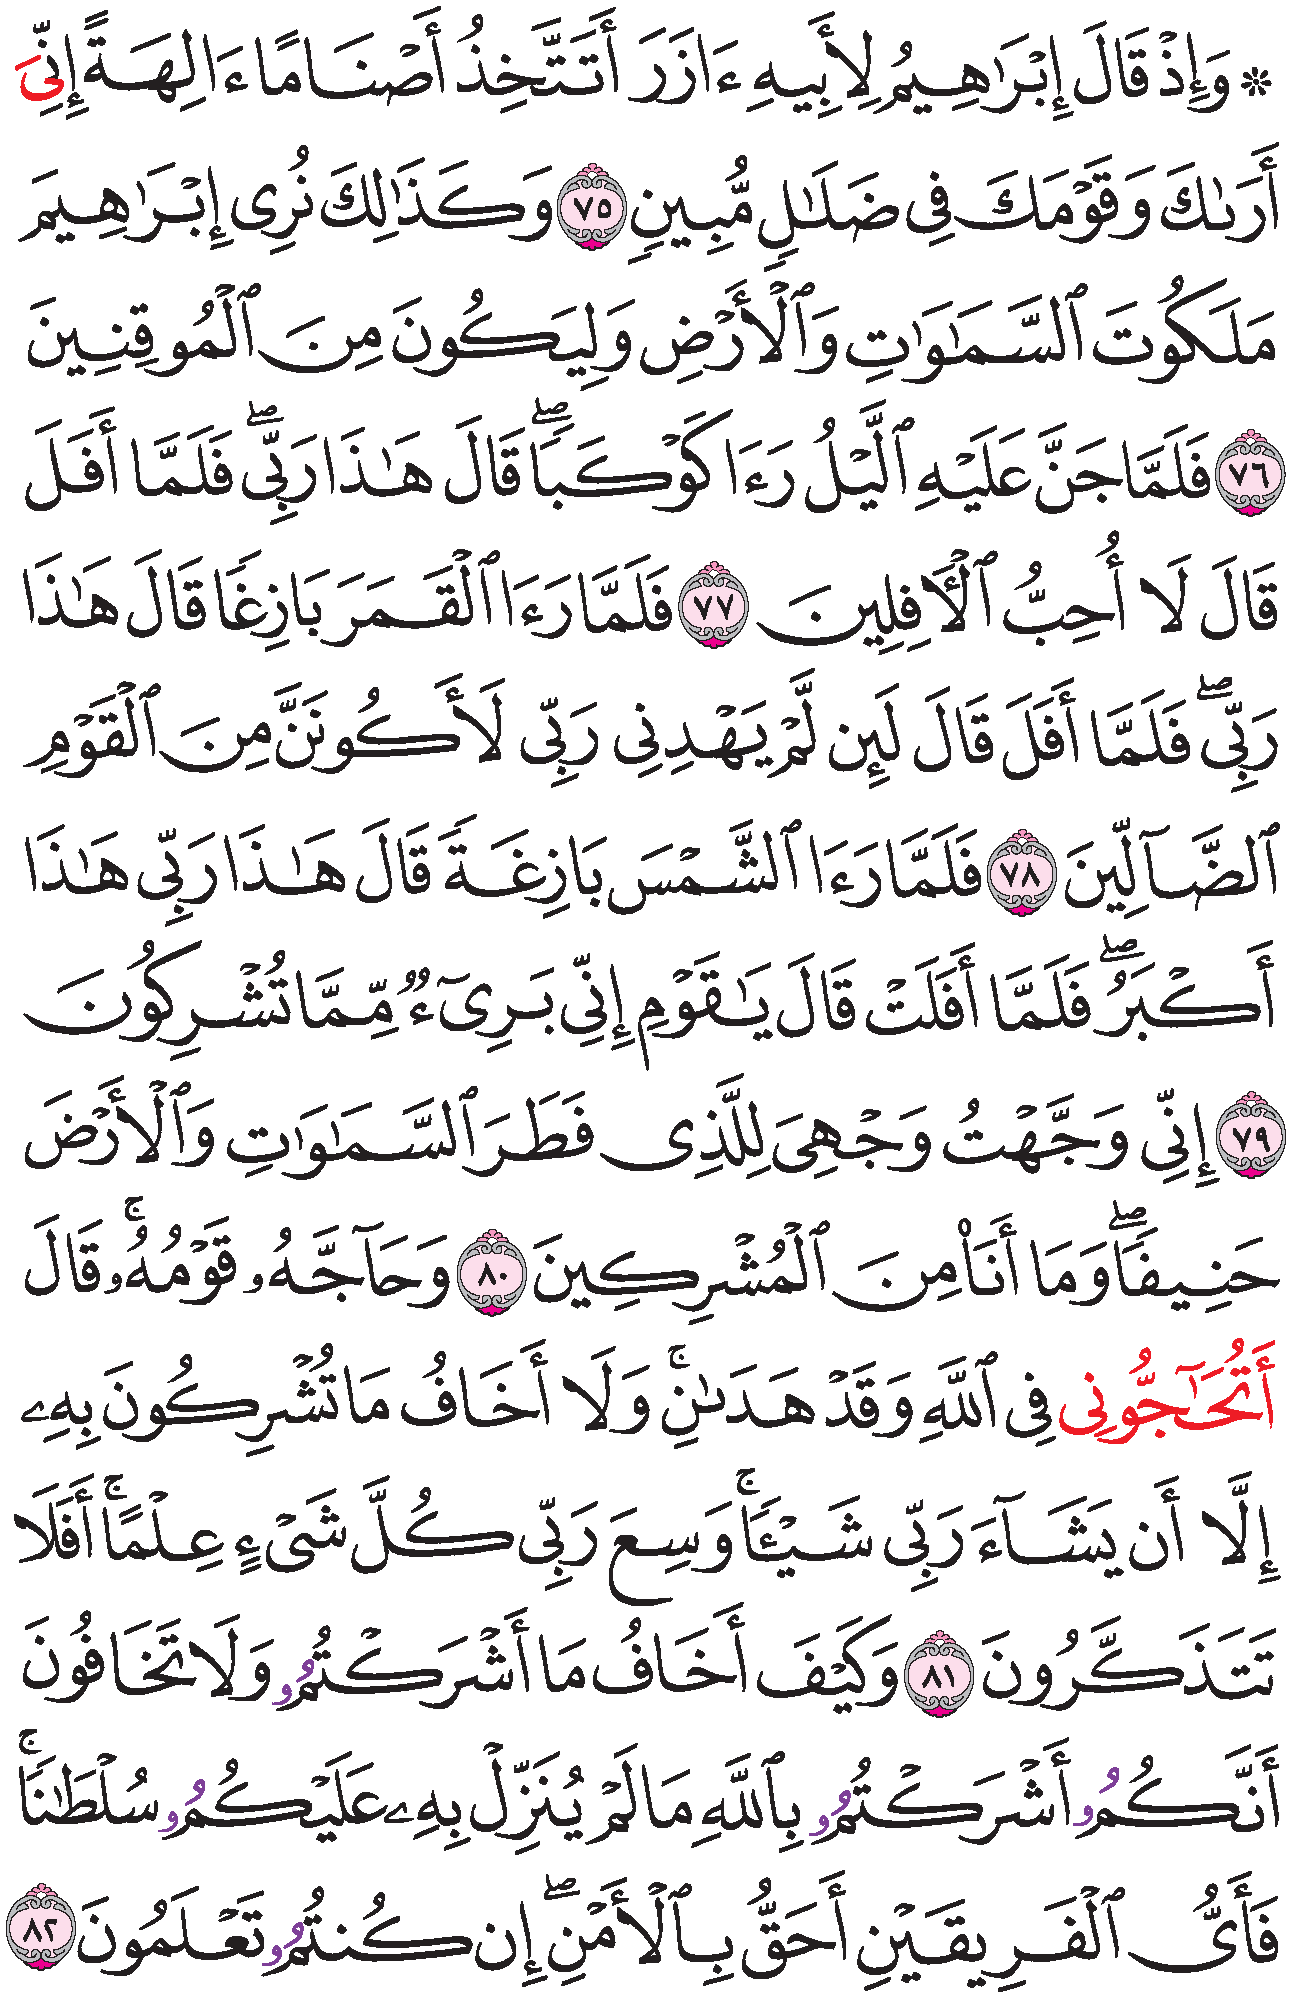 ۞ وَإِذۡ قَالَ إِبۡرَٰهِيمُ لِأَبِيهِ ءَازَرَ أَتَتَّخِذُ أَصۡنَامًا ءَالِهَةً إِنِّيَ
أَرَىٰكَ وَقَوۡمَكَ فِي ضَلَٰلٖ مُّبِينٖ ٧٥ وَكَذَٰلِكَ نُرِي إِبۡرَٰهِيمَ
مَلَكُوتَ ٱلسَّمَٰوَٰتِ وَٱلۡأَرۡضِ وَلِيَكُونَ مِنَ ٱلۡمُوقِنِينَ
٧٦ فَلَمَّا جَنَّ عَلَيۡهِ ٱلَّيۡلُ رَءَا كَوۡكَبٗاۖ قَالَ هَٰذَا رَبِّيۖ فَلَمَّا أَفَلَ
قَالَ لَا أُحِبُّ ٱلۡأٓفِلِينَ ٧٧ فَلَمَّا رَءَا ٱلۡقَمَرَ بَازِغٗا قَالَ هَٰذَا
رَبِّيۖ فَلَمَّا أَفَلَ قَالَ لَئِن لَّمۡ يَهۡدِنِي رَبِّي لَأَكُونَنَّ مِنَ ٱلۡقَوۡمِ
ٱلضَّآلِّينَ ٧٨ فَلَمَّا رَءَا ٱلشَّمۡسَ بَازِغَةٗ قَالَ هَٰذَا رَبِّي هَٰذَا
أَكۡبَرُۖ فَلَمَّا أَفَلَتۡ قَالَ يَٰقَوۡمِ إِنِّي بَرِيٓءٞ مِّمَّا تُشۡرِكُونَ
٧٩ إِنِّي وَجَّهۡتُ وَجۡهِيَ لِلَّذِي فَطَرَ ٱلسَّمَٰوَٰتِ وَٱلۡأَرۡضَ
حَنِيفٗاۖ وَمَا أَنَا۠ مِنَ ٱلۡمُشۡرِكِينَ ٨٠ وَحَآجَّهُۥ قَوۡمُهُۥۚ قَالَ
أَتُحَٰٓجُّونِي فِي ٱللَّهِ وَقَدۡ هَدَىٰنِۚ وَلَا أَخَافُ مَا تُشۡرِكُونَ بِهِۦ
إِلَّا أَن يَشَآءَ رَبِّي شَيۡـٔٗاۚ وَسِعَ رَبِّي كُلَّ شَيۡءٍ عِلۡمًاۚ أَفَلَا
تَتَذَكَّرُونَ ٨١ وَكَيۡفَ أَخَافُ مَا أَشۡرَكۡتُمُۥ وَلَا تَخَافُونَ
أَنَّكُمُۥ أَشۡرَكۡتُمُۥ بِٱللَّهِ مَا لَمۡ يُنَزِّلۡ بِهِۦ عَلَيۡكُمُۥ سُلۡطَٰنٗاۚ
فَأَيُّ ٱلۡفَرِيقَيۡنِ أَحَقُّ بِٱلۡأَمۡنِۖ إِن كُنتُمُۥ تَعۡلَمُونَ ٨٢